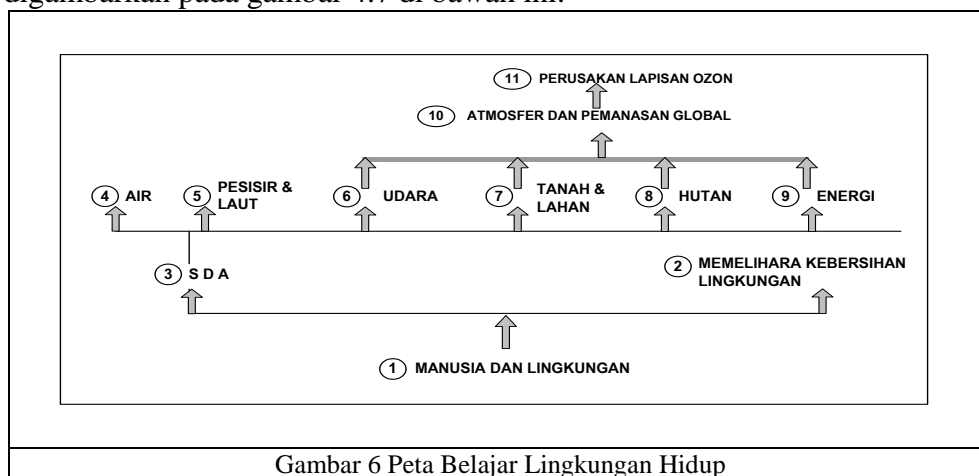 digambarkan pada gambar 4.7 di bawah ini.
11 PERUSAKAN LAPISAN OZON
10 ATMOSFER DAN PEMANASAN GLOBAL
4 AIR
5 PESISIR &
LAUT
6 UDARA
7 TANAH &
LAHAN
8 HUTAN
9 ENERGI
3 S D A
2 MEMELIHARA KEBERSIHAN
LINGKUNGAN
1 MANUSIA DAN LINGKUNGAN
Gambar 6 Peta Belajar Lingkungan Hidup